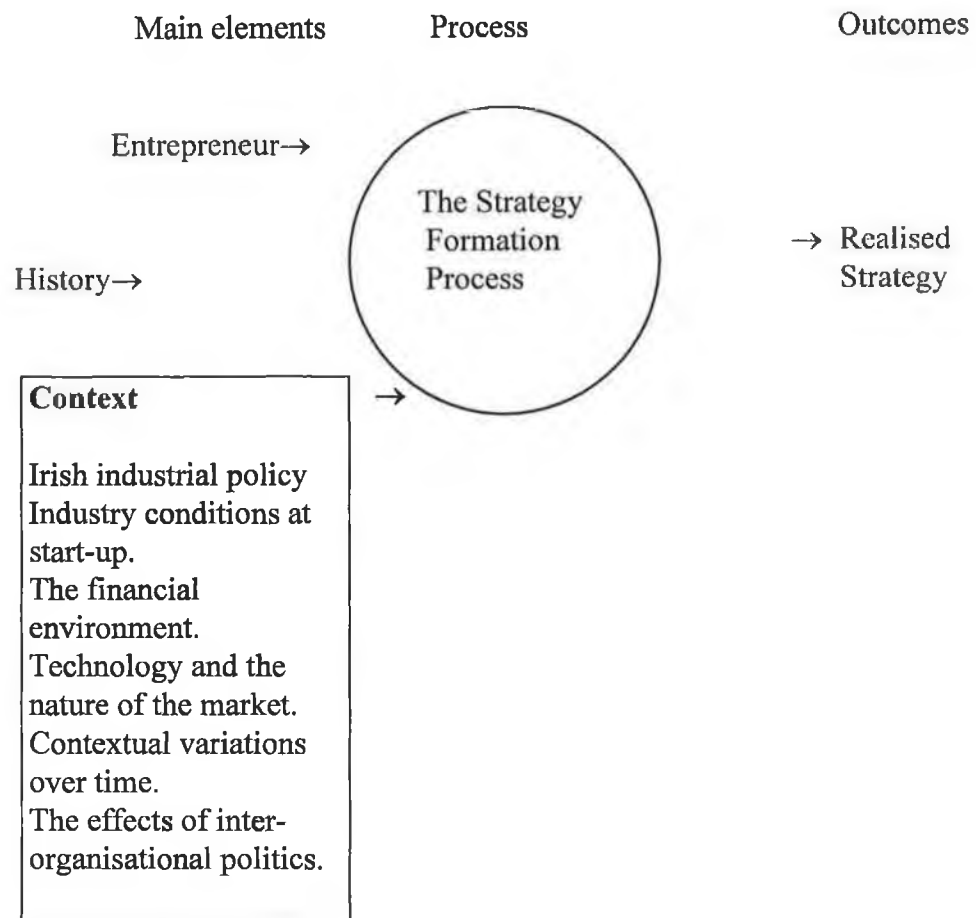 Main elements Process Outcomes
Entrepreneur→
The Strategy
Formation
Process
→ Realised
Strategy
History→
→
Context
Irish industrial policy
Industry conditions at
start-up.
The financial
environment.
Technology and the
nature of the market.
Contextual variations
over time.
The effects of inter-
organisational politics.